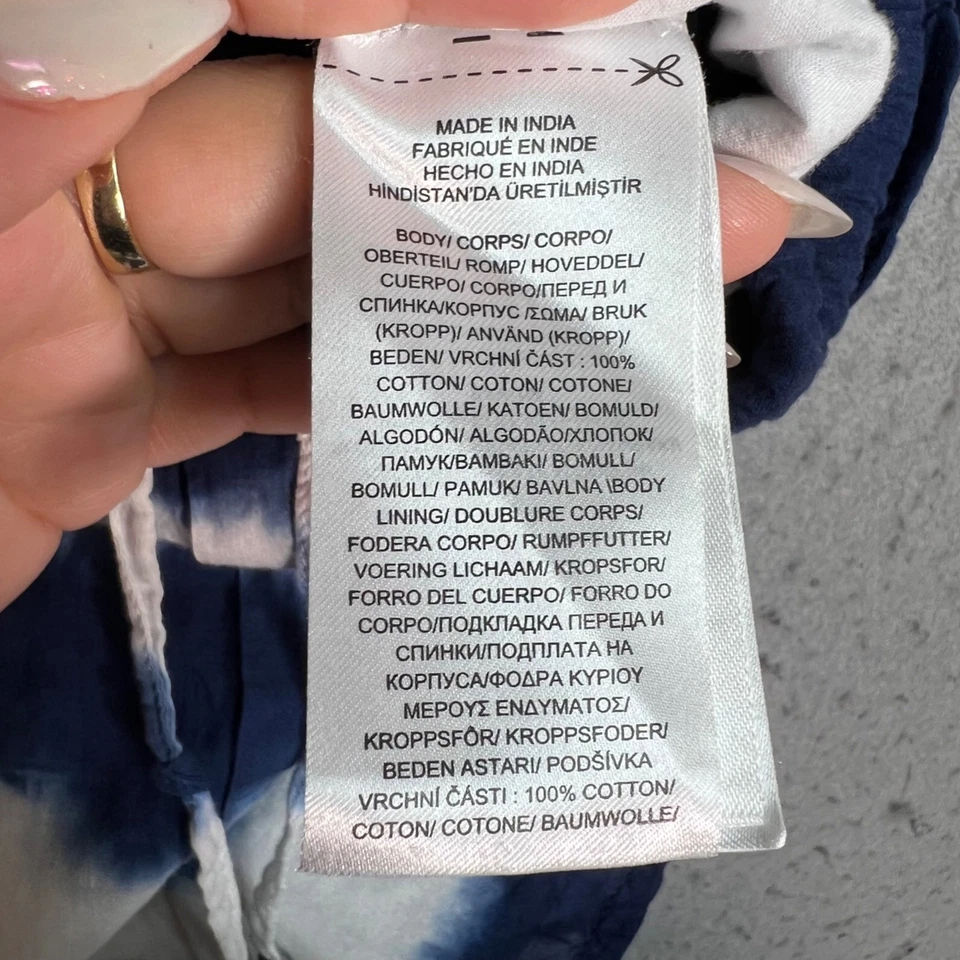 MADE IN INDIA
FABRIQUÉ EN INDE
HECHO EN INDIA
HİNDİSTAN'DA ÜRETİLMİŞTİR
BODY/ CORPS/ CORPO/
OBERTEIL/ ROMP/ HOVEDDEL/
CUERPO/ CORPO/ПЕРЕД И
СПИНКА/КОРПУС /ΣΩΜΑ/ BRUK
(KROPP)/ ANVÄND (KROPP)/
BEDEN/ VRCHNÍ ČÁST : 100%
COTTON/ COTON/ COTONE/
BAUMWOLLE/ KATOEN/ BOMULD/
ALGODÓN/ ALGODÃO/ХЛОПОК/
ПАМУК/ΒΑΜΒΑΚΙ/ BOMULL/
BOMULL/ PAMUK/ BAVLNA \BODY
LINING/ DOUBLURE CORPS/
FODERA CORPO/ RUMPFFUTTER/
VOERING LICHAAM/ KROPSFOR/
FORRO DEL CUERPO/ FORRO DO
CORPO/ПОДКЛАДКА ПЕРЕДА И
СПИНКИ/ПОДПЛАТА НА
КОРПУСА/ΦΟΔΡΑ ΚΥΡΙΟΥ
ΜΕΡΟΥΣ ΕΝΔΥΜΑΤΟΣ/
KROPPSFÔR/ KROPPSFODER/
BEDEN ASTARI/ PODŠÍVKA
VRCHNÍ ČÁSTI : 100% COTTON/
COTON/ COTONE/ BAUMWOLLE/